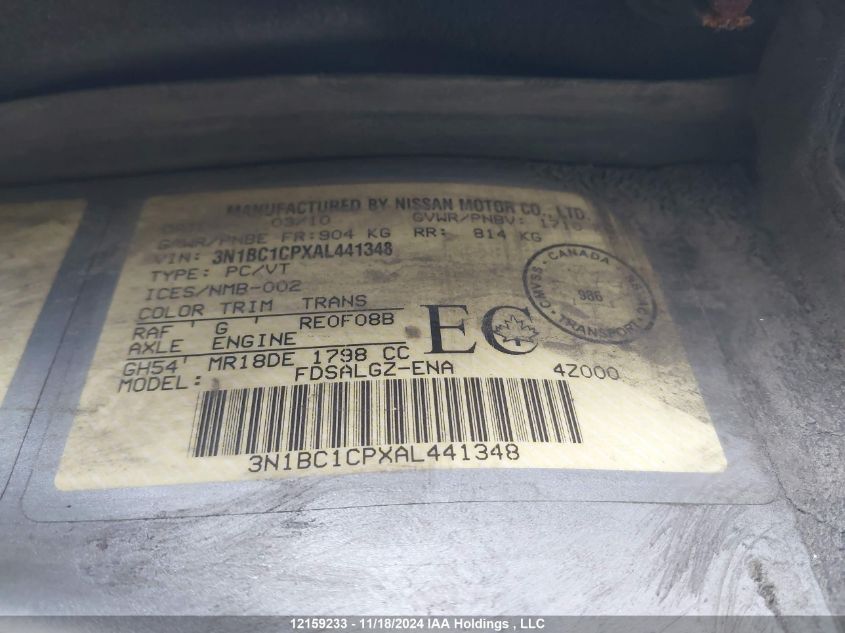 MANUFACTURED BY NISSAN MOTOR CO., LTD.
03/10 GVWR/PNBV:
GAWR/PNBE FR:904 KG RR: 814 KG
VIN: 3N1BC1CPXAL441348
TYPE: PC/VT
ICES/NMB-002
COLOR TRIM TRANS
RAF G RE0F08B
AXLE ENGINE
GH54 MR18DE 1798 CC
MODEL: FDSALGZ-ENA 4Z000
EC
CANADA
CMVSS NSVAC
986
TRANSPORT
3N1BC1CPXAL441348
12159233 - 11/18/2024 IAA Holdings , LLC